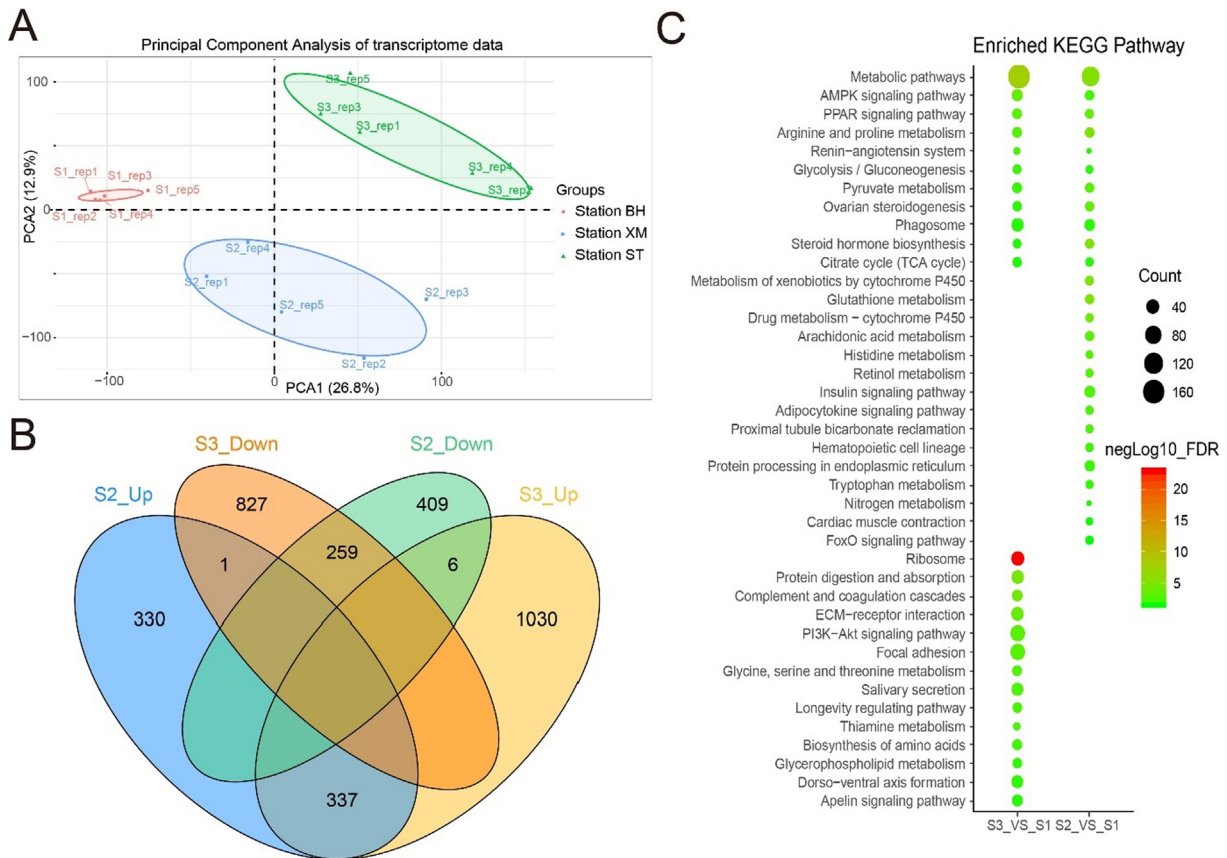 A
Principal Component Analysis of transcriptome data
100
0
−100
PCA2 (12.9%)
S3_rep5
S3_rep3
S3_rep1
S3_rep4
S3_rep2
S1_rep1
S1_rep3
S1_rep5
S1_rep2
S1_rep4
S2_rep4
S2_rep1
S2_rep3
S2_rep5
S2_rep2
−100
0
100
PCA1 (26.8%)
Groups
Station BH
Station XM
Station ST
B
S3_Down
S2_Down
S2_Up
S3_Up
827
409
1
259
6
330
1030
337
C
Enriched KEGG Pathway
Metabolic pathways
AMPK signaling pathway
PPAR signaling pathway
Arginine and proline metabolism
Renin−angiotensin system
Glycolysis / Gluconeogenesis
Pyruvate metabolism
Ovarian steroidogenesis
Phagosome
Steroid hormone biosynthesis
Citrate cycle (TCA cycle)
Metabolism of xenobiotics by cytochrome P450
Glutathione metabolism
Drug metabolism − cytochrome P450
Arachidonic acid metabolism
Histidine metabolism
Retinol metabolism
Insulin signaling pathway
Adipocytokine signaling pathway
Proximal tubule bicarbonate reclamation
Hematopoietic cell lineage
Protein processing in endoplasmic reticulum
Tryptophan metabolism
Nitrogen metabolism
Cardiac muscle contraction
FoxO signaling pathway
Ribosome
Protein digestion and absorption
Complement and coagulation cascades
ECM−receptor interaction
PI3K−Akt signaling pathway
Focal adhesion
Glycine, serine and threonine metabolism
Salivary secretion
Longevity regulating pathway
Thiamine metabolism
Biosynthesis of amino acids
Glycerophospholipid metabolism
Dorso−ventral axis formation
Apelin signaling pathway
S3_VS_S1
S2_VS_S1
Count
40
80
120
160
negLog10_FDR
20
15
10
5